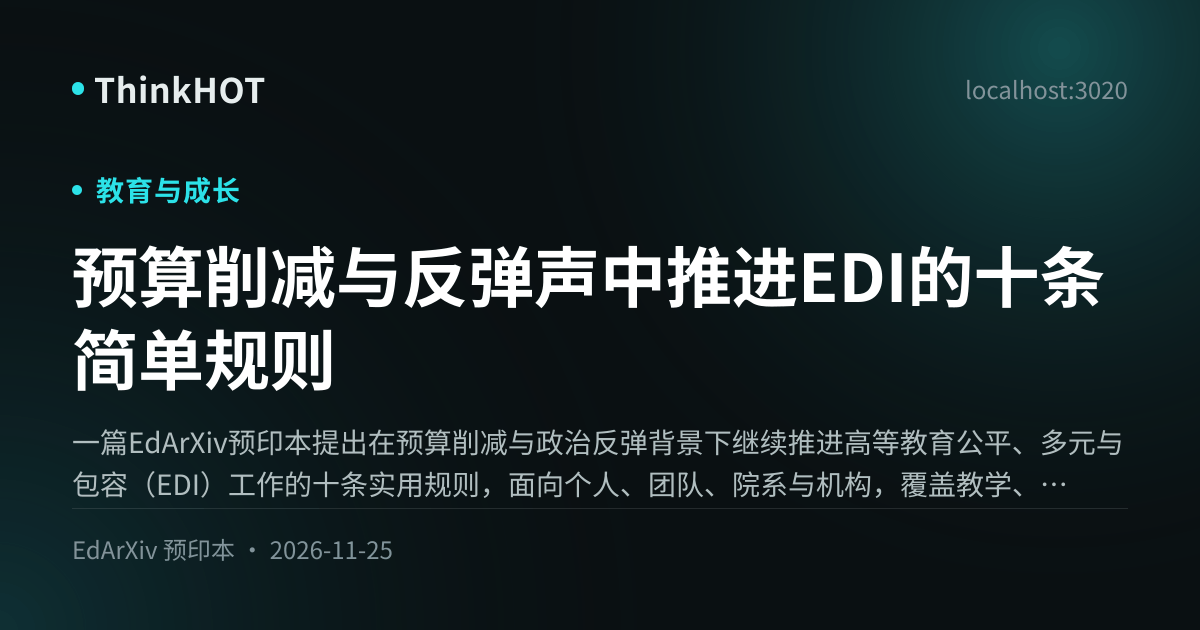 ThinkHOT
localhost:3020
教育与成长
预算削减与反弹声中推进EDI的十条
简单规则
一篇EdArXiv预印本提出在预算削减与政治反弹背景下继续推进高等教育公平、多元与
包容（EDI）工作的十条实用规则，面向个人、团队、院系与机构，覆盖教学、…
EdArXiv 预印本 · 2026-11-25